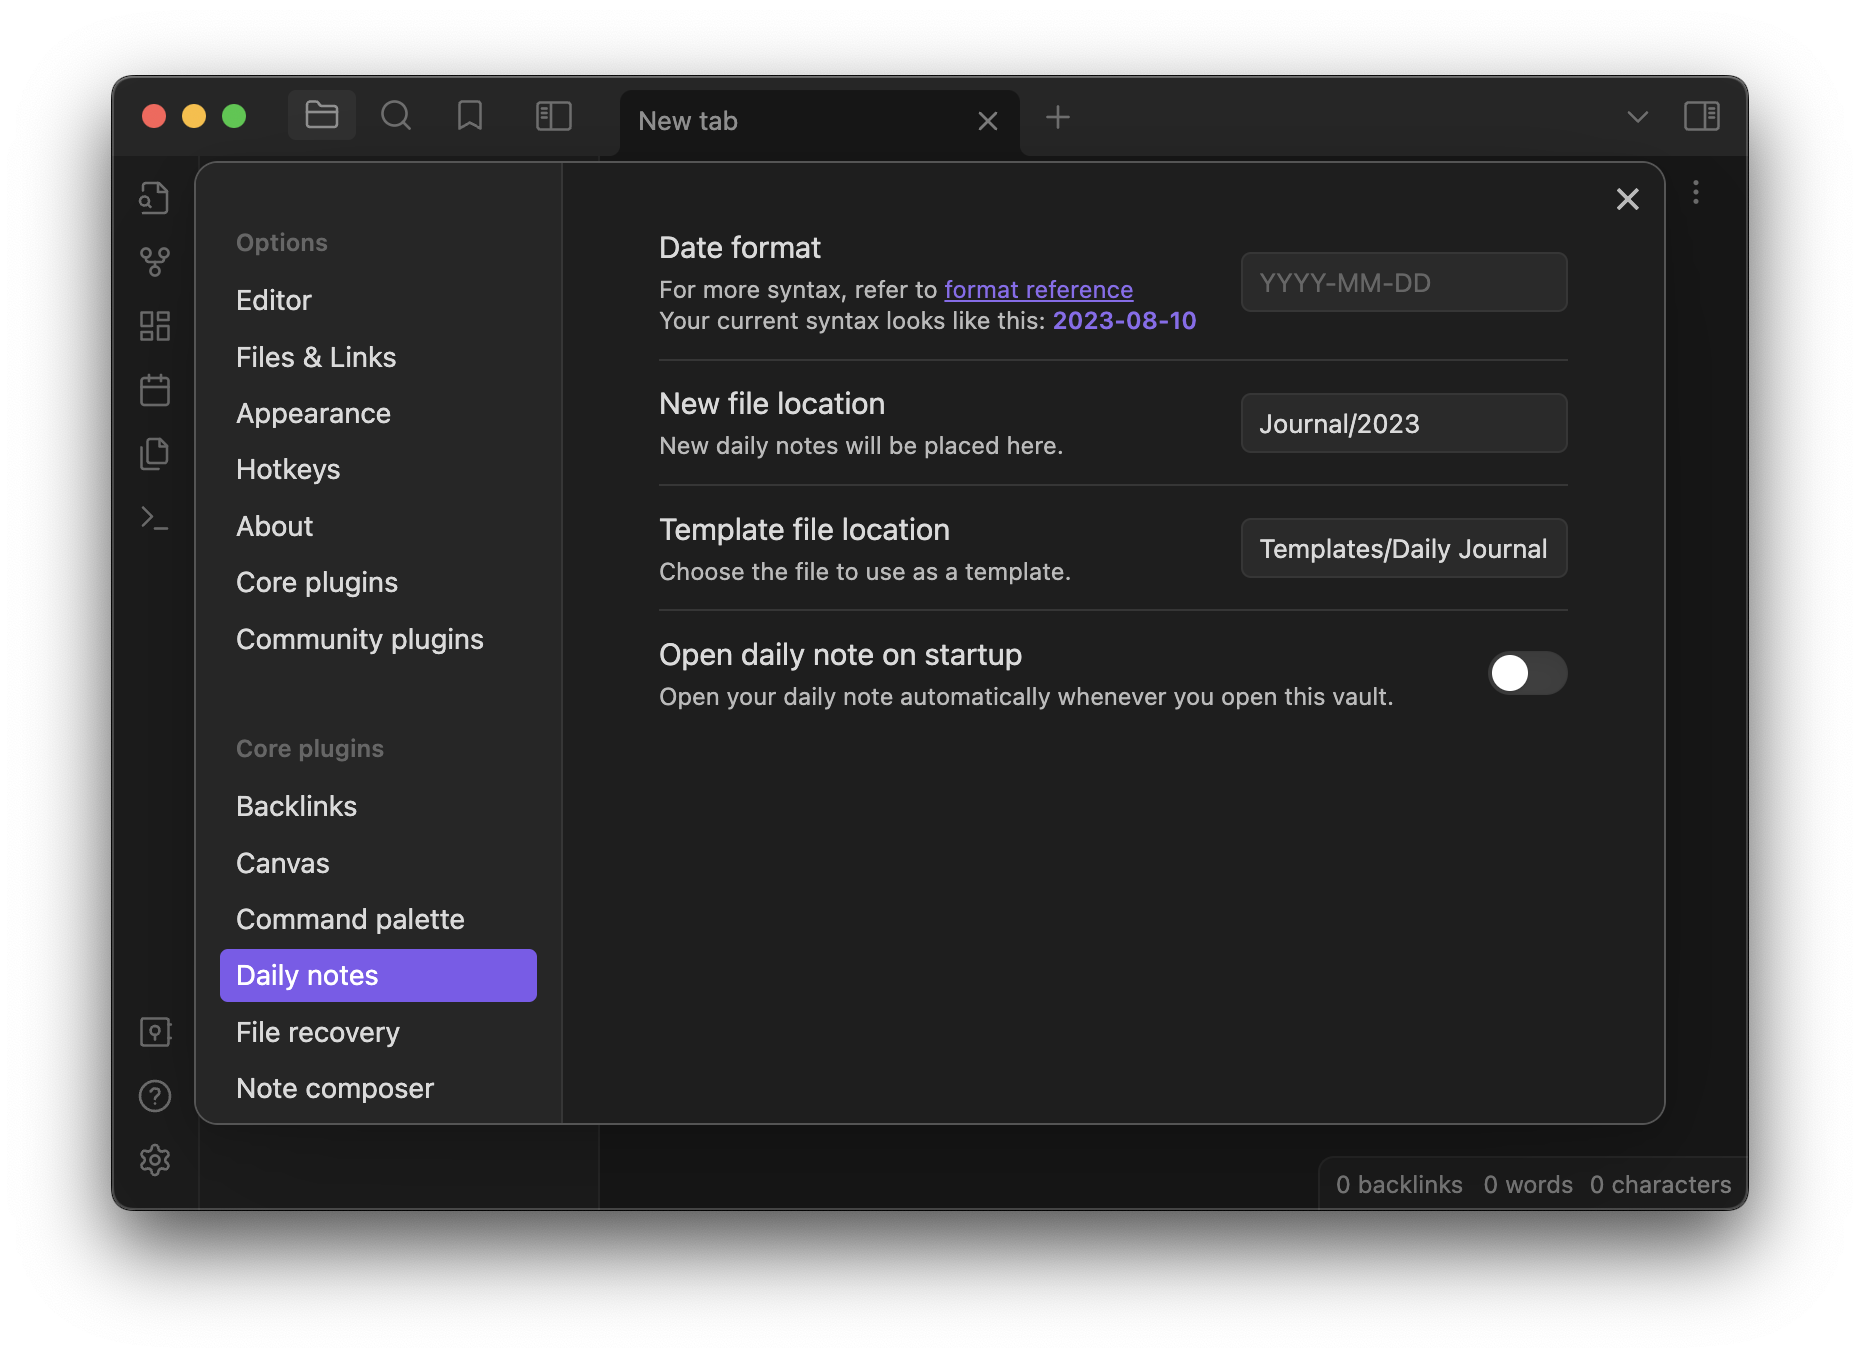 New tab
Options
Editor
Files & Links
Appearance
Hotkeys
About
Core plugins
Community plugins
Core plugins
Backlinks
Canvas
Command palette
Daily notes
File recovery
Note composer
Date format
For more syntax, refer to format reference
Your current syntax looks like this: 2023-08-10
YYYY-MM-DD
New file location
New daily notes will be placed here.
Journal/2023
Template file location
Choose the file to use as a template.
Templates/Daily Journal
Open daily note on startup
Open your daily note automatically whenever you open this vault.
0 backlinks 0 words 0 characters